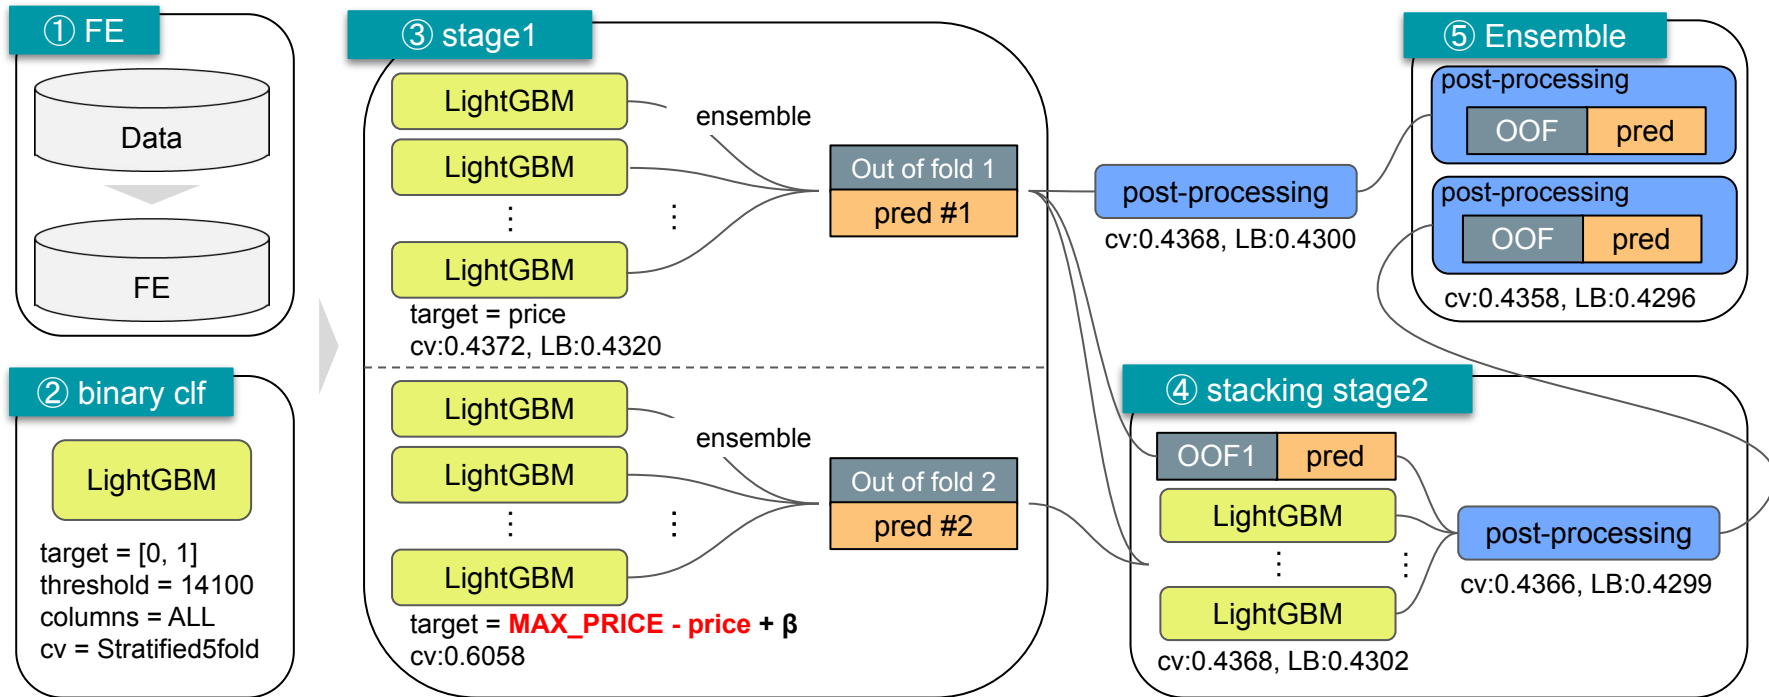 ① FE
Data
FE
② binary clf
LightGBM
target = [0, 1]
threshold = 14100
columns = ALL
cv = Stratified5fold
③ stage1
LightGBM
ensemble
LightGBM
Out of fold 1
pred #1
⋮
⋮
LightGBM
target = price
cv:0.4372, LB:0.4320
LightGBM
ensemble
LightGBM
Out of fold 2
pred #2
⋮
⋮
LightGBM
target = MAX_PRICE - price + β
cv:0.6058
post-processing
cv:0.4368, LB:0.4300
④ stacking stage2
OOF1 pred
LightGBM
⋮
⋮
LightGBM
cv:0.4368, LB:0.4302
post-processing
cv:0.4366, LB:0.4299
⑤ Ensemble
post-processing
OOF pred
post-processing
OOF pred
cv:0.4358, LB:0.4296